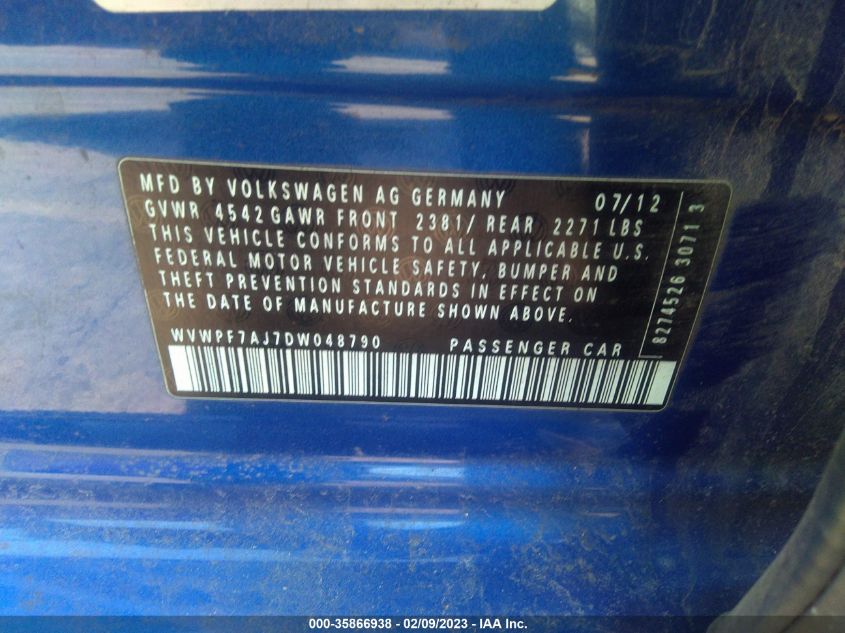 MFD BY VOLKSWAGEN AG GERMANY 07/12
GVWR 4542 GAWR FRONT 2381/ REAR 2271 LBS
THIS VEHICLE CONFORMS TO ALL APPLICABLE U.S.
FEDERAL MOTOR VEHICLE SAFETY, BUMPER AND
THEFT PREVENTION STANDARDS IN EFFECT ON
THE DATE OF MANUFACTURE SHOWN ABOVE.
WVWPF7AJ7DW048790 PASSENGER CAR
8274526 3071 3
000-35866938 - 02/09/2023 - IAA Inc.